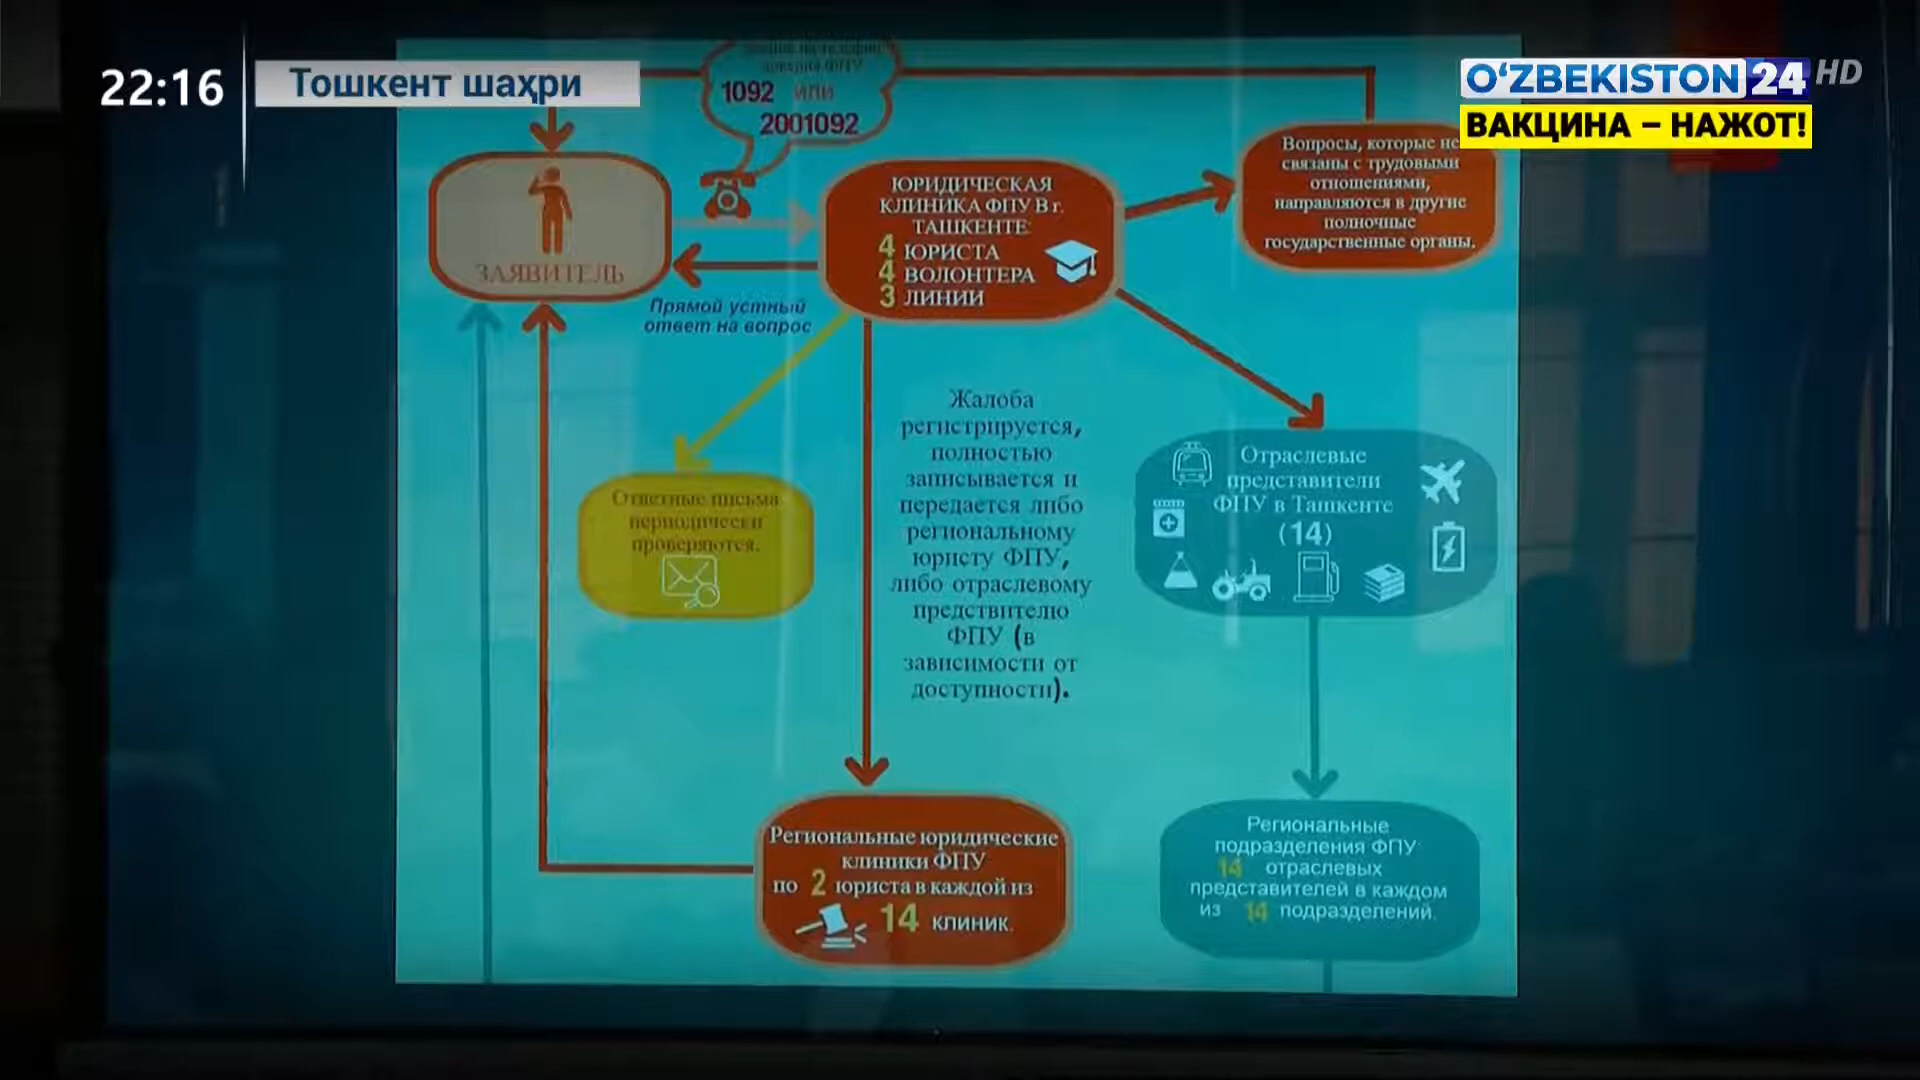 22:16
Тошкент шаҳри
O‘ZBEKISTON 24 HD
ВАКЦИНА – НАЖОТ!
1092 ИЛИ
2001092
ЗАЯВИТЕЛЬ
Прямой устный
ответ на вопрос
ЮРИДИЧЕСКАЯ
КЛИНИКА ФПУ В г.
ТАШКЕНТЕ:
4 ЮРИСТА
4 ВОЛОНТЕРА
3 ЛИНИИ
Вопросы, которые не
связаны с трудовыми
отношениями,
направляются в другие
полночные
государственные органы.
Ответные письма
периодически
проверяются.
Жалоба
регистрируется,
полностью
записывается и
передается либо
региональному
юристу ФПУ,
либо отраслевому
предствителю
ФПУ (в
зависимости от
доступности).
Отраслевые
представители
ФПУ в Ташкенте
(14)
Региональные юридические
клиники ФПУ
по 2 юриста в каждой из
14 клиник.
Региональные
подразделения ФПУ
14 отраслевых
представителей в каждом
из 14 подразделений.